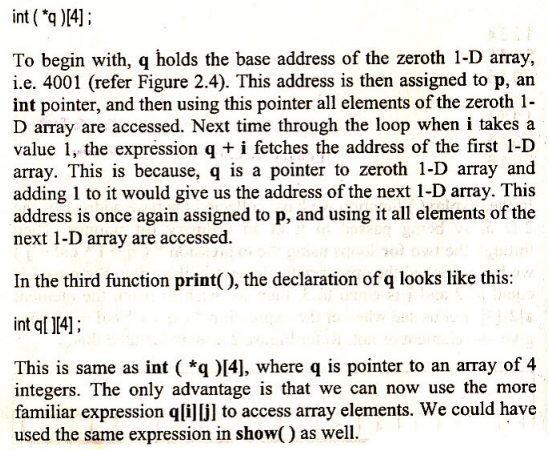 int ( *q )[4] ;
To begin with, q holds the base address of the zeroth 1-D array,
i.e. 4001 (refer Figure 2.4). This address is then assigned to p, an
int pointer, and then using this pointer all elements of the zeroth 1-
D array are accessed. Next time through the loop when i takes a
value 1, the expression q + i fetches the address of the first 1-D
array. This is because, q is a pointer to zeroth 1-D array and
adding 1 to it would give us the address of the next 1-D array. This
address is once again assigned to p, and using it all elements of the
next 1-D array are accessed.
In the third function print( ), the declaration of q looks like this:
int q[ ][4] ;
This is same as int ( *q )[4], where q is pointer to an array of 4
integers. The only advantage is that we can now use the more
familiar expression q[i][j] to access array elements. We could have
used the same expression in show( ) as well.